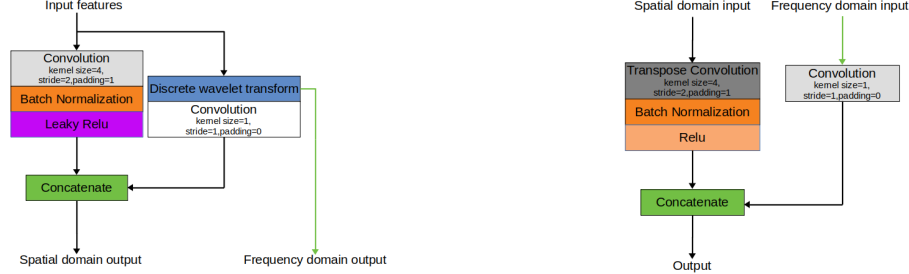 Input features
Convolution
kernel size=4,
stride=2,padding=1
Batch Normalization
Leaky Relu
Discrete wavelet transform
Convolution
kernel size=1,
stride=1,padding=0
Concatenate
Spatial domain output
Frequency domain output
Spatial domain input
Frequency domain input
Transpose Convolution
kernel size=4,
stride=2,padding=1
Batch Normalization
Relu
Convolution
kernel size=1,
stride=1,padding=0
Concatenate
Output